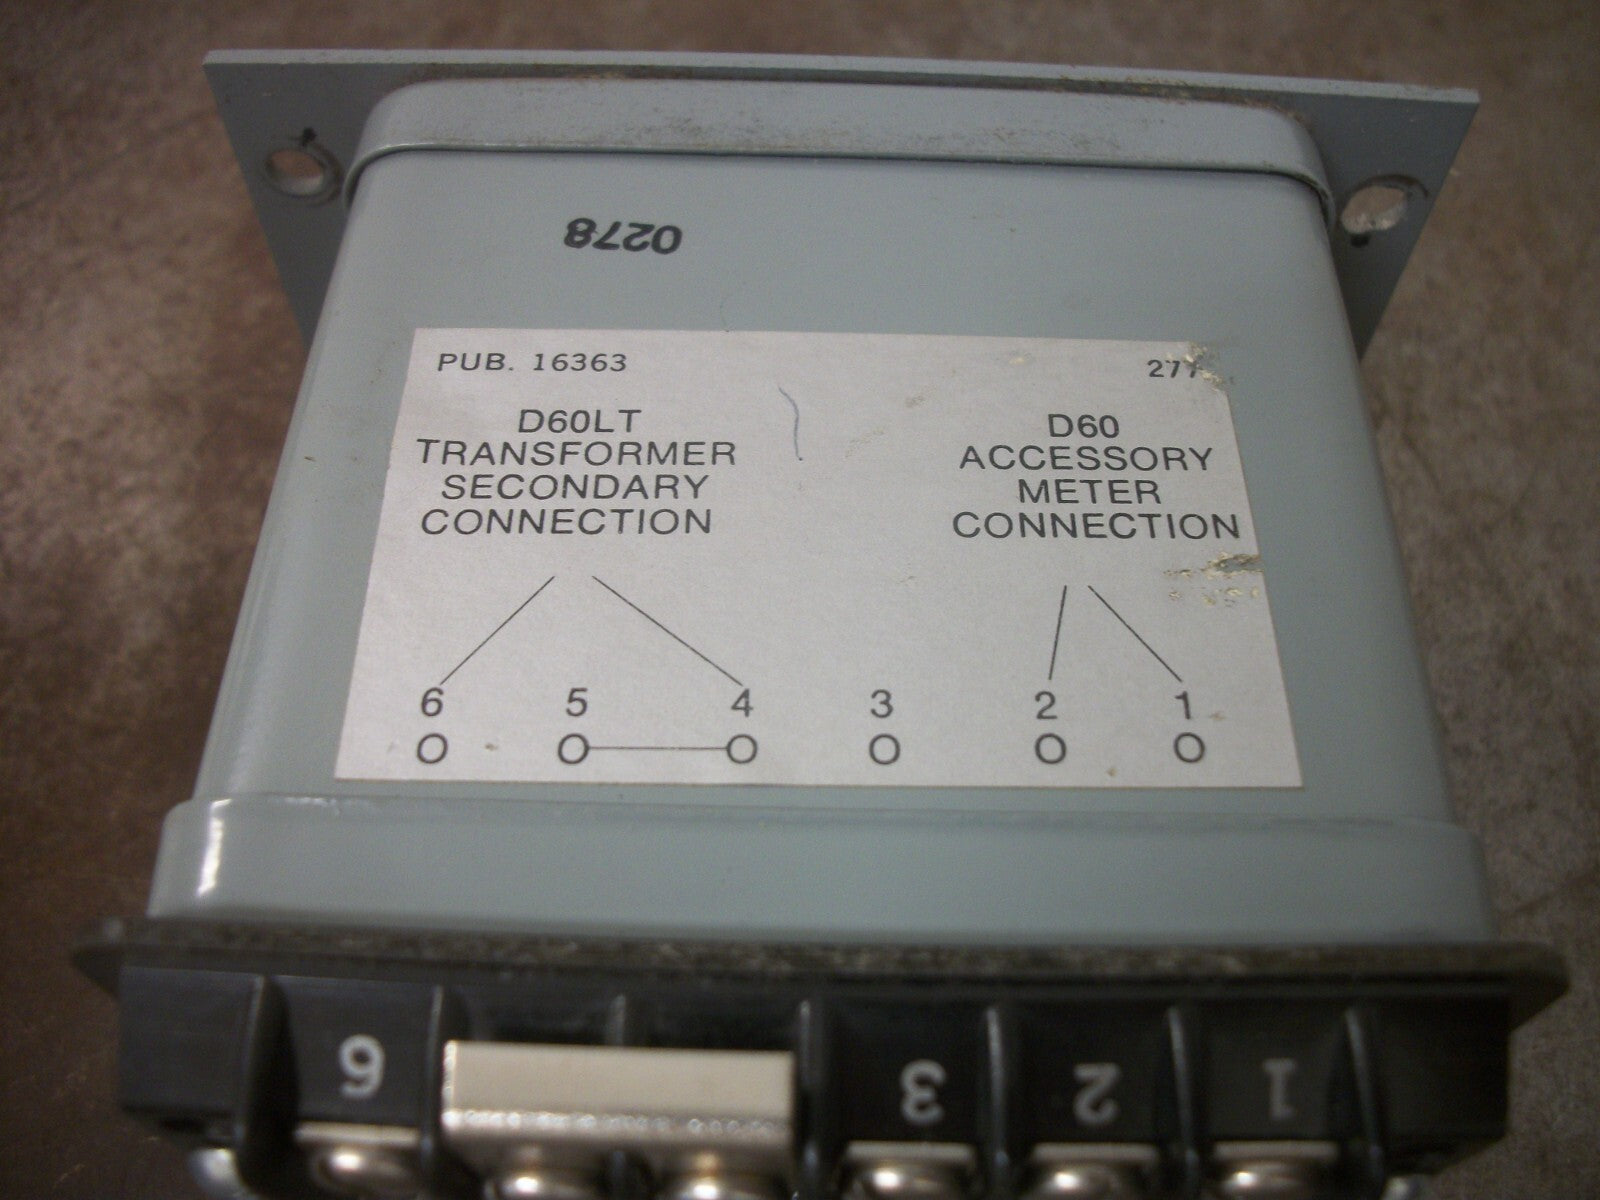 0278
PUB. 16363
D60LT
TRANSFORMER
SECONDARY
CONNECTION
D60
ACCESSORY
METER
CONNECTION
6 5 4 3 2 1
6 3 2 1